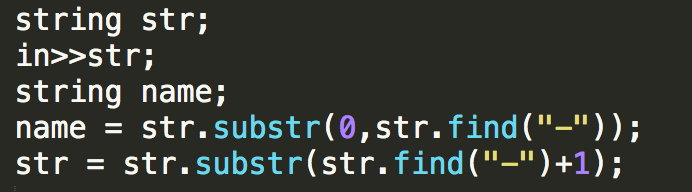 string str;
in>>str;
string name;
name = str.substr(0,str.find("-"));
str = str.substr(str.find("-")+1);